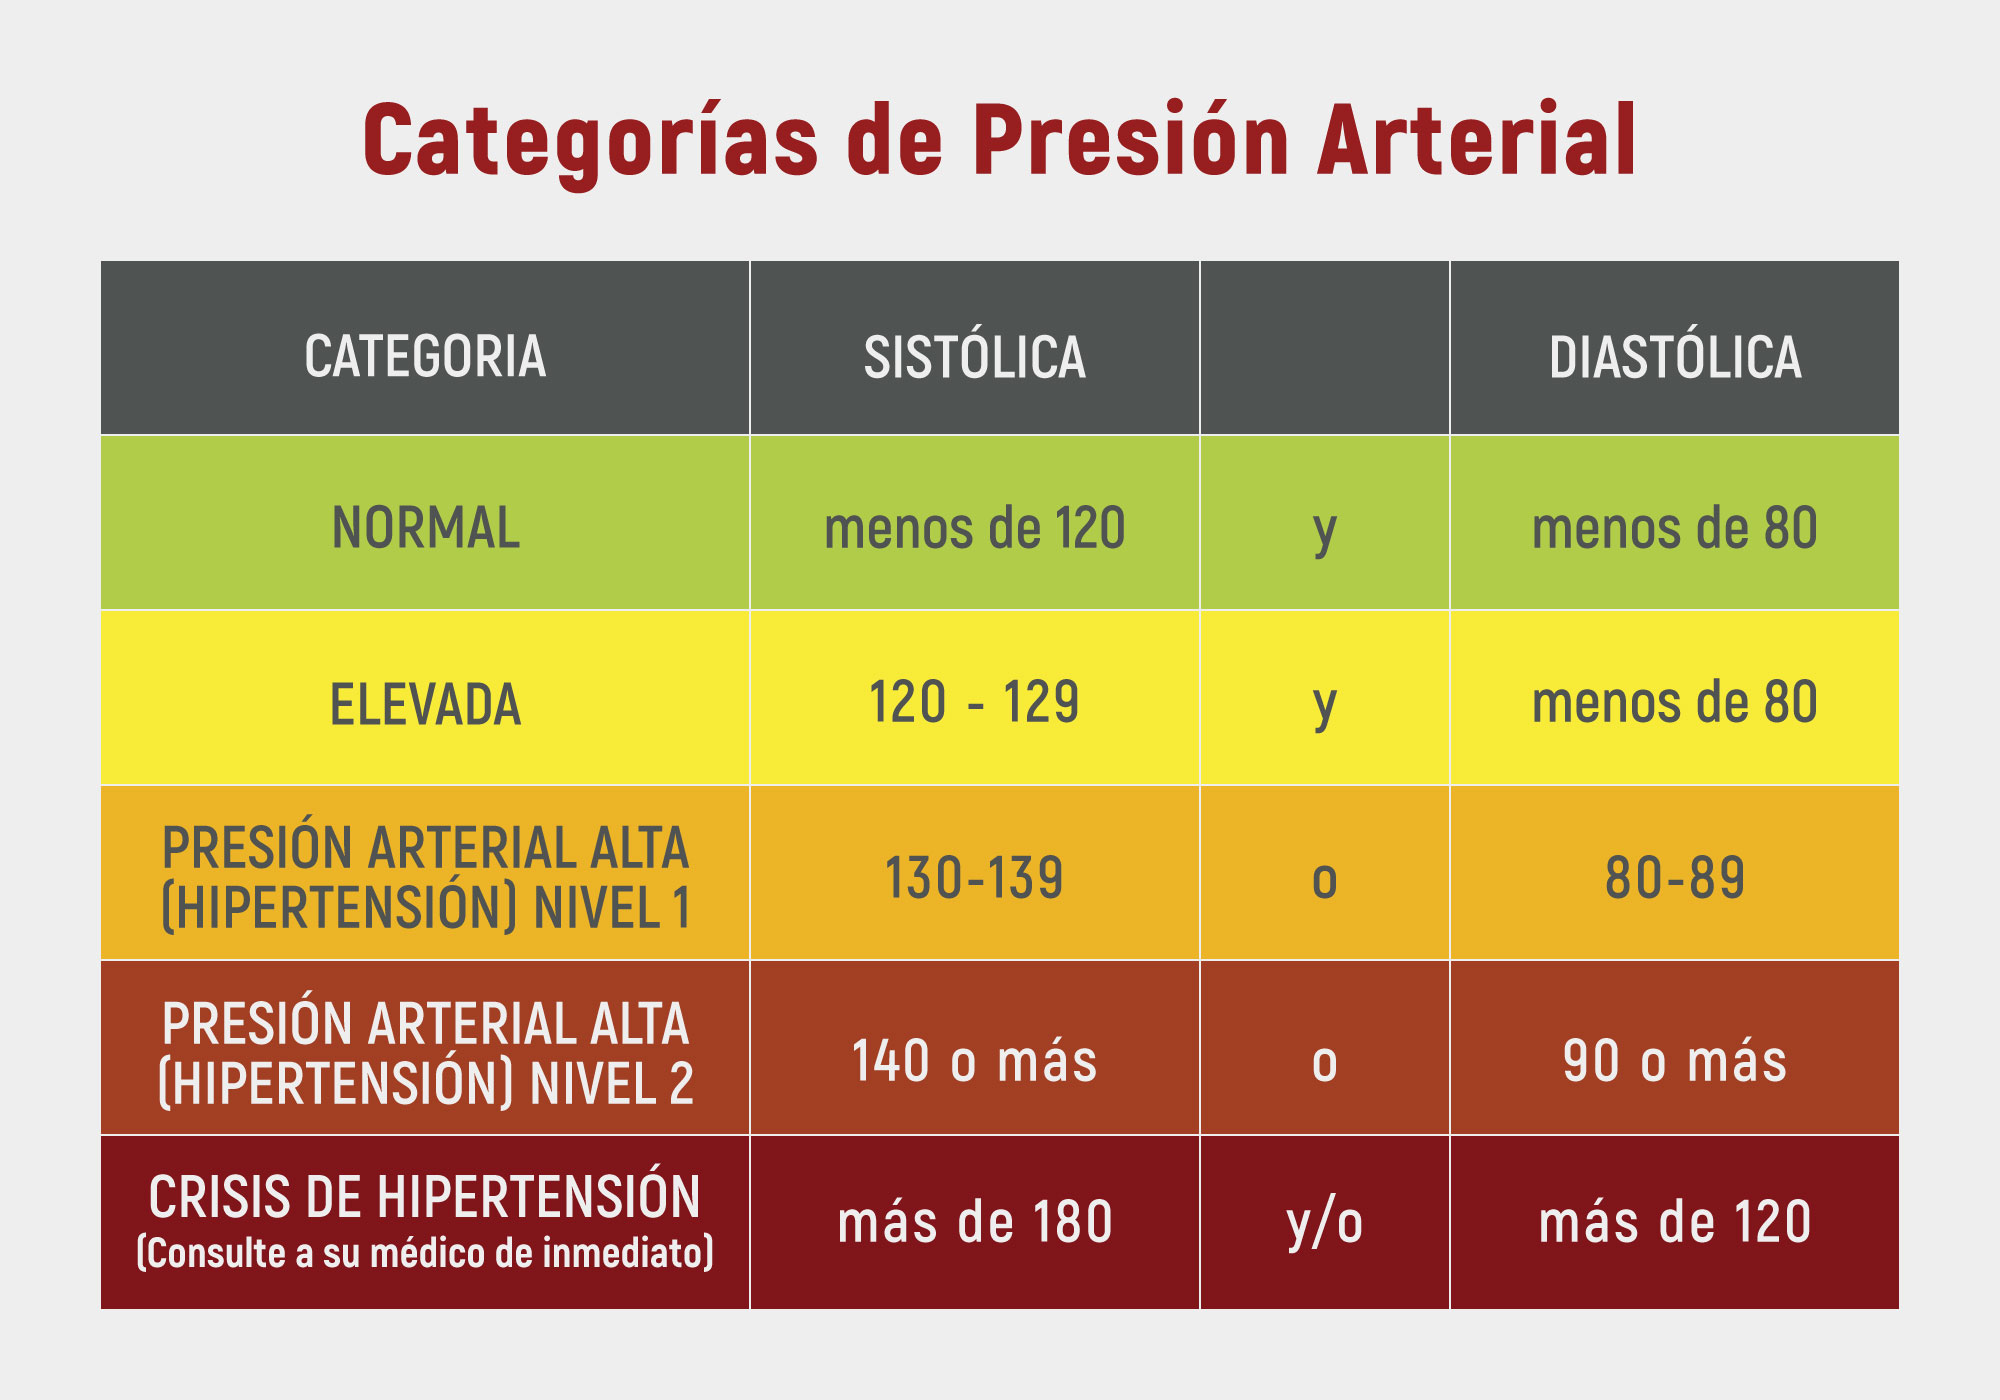 Categorías de Presión Arterial
CATEGORIA SISTÓLICA DIASTÓLICA
NORMAL menos de 120 y menos de 80
ELEVADA 120 - 129 y menos de 80
PRESIÓN ARTERIAL ALTA
(HIPERTENSIÓN) NIVEL 1 130-139 o 80-89
PRESIÓN ARTERIAL ALTA
(HIPERTENSIÓN) NIVEL 2 140 o más o 90 o más
CRISIS DE HIPERTENSIÓN
(Consulte a su médico de inmediato) más de 180 y/o más de 120